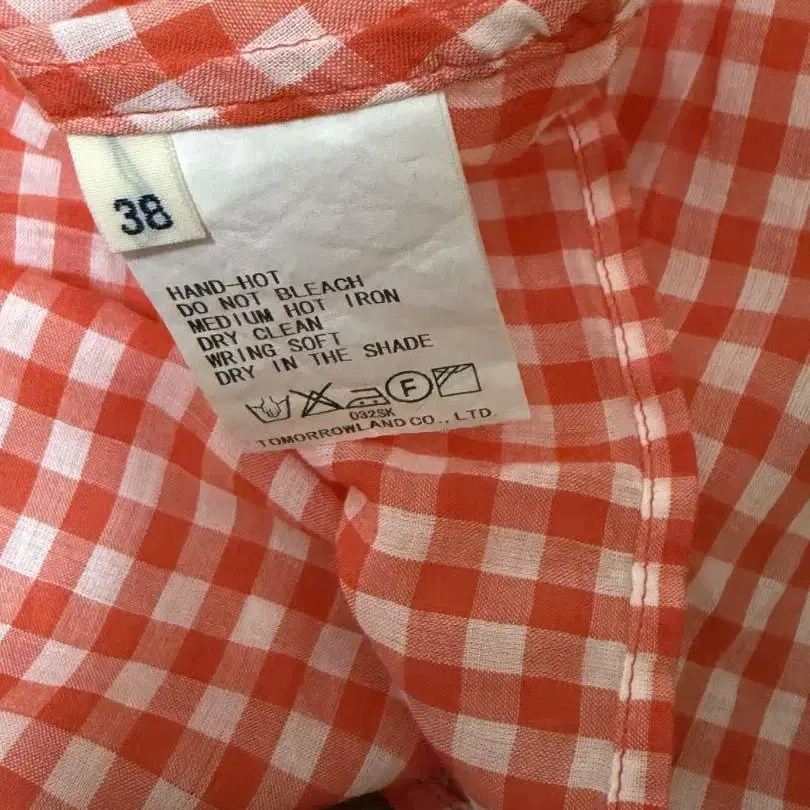 38
HAND-HOT
DO NOT BLEACH
MEDIUM HOT IRON
DRY CLEAN
WRING SOFT
DRY IN THE SHADE
F
032SK
TOMORROWLAND CO., LTD.